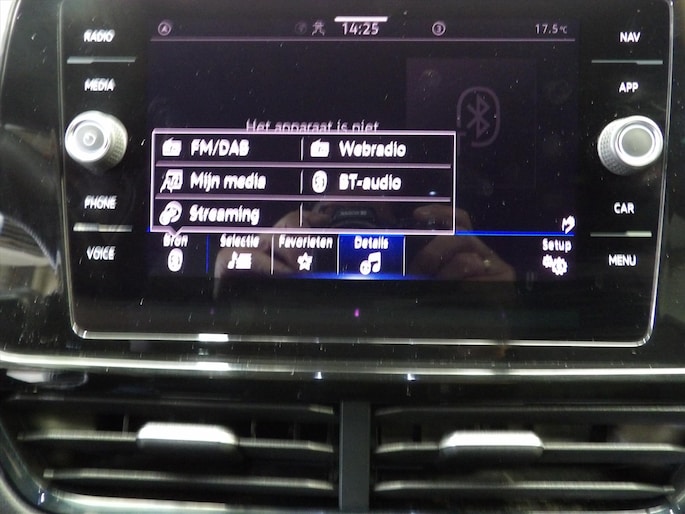 RADIO
MEDIA
PHONE
VOICE
14:25
3
17.5°C
NAV
APP
CAR
MENU
Het apparaat is niet
FM/DAB
Webradio
Mijn media
BT-audio
Streaming
Bron
Selectie
Favorieten
Details
Setup